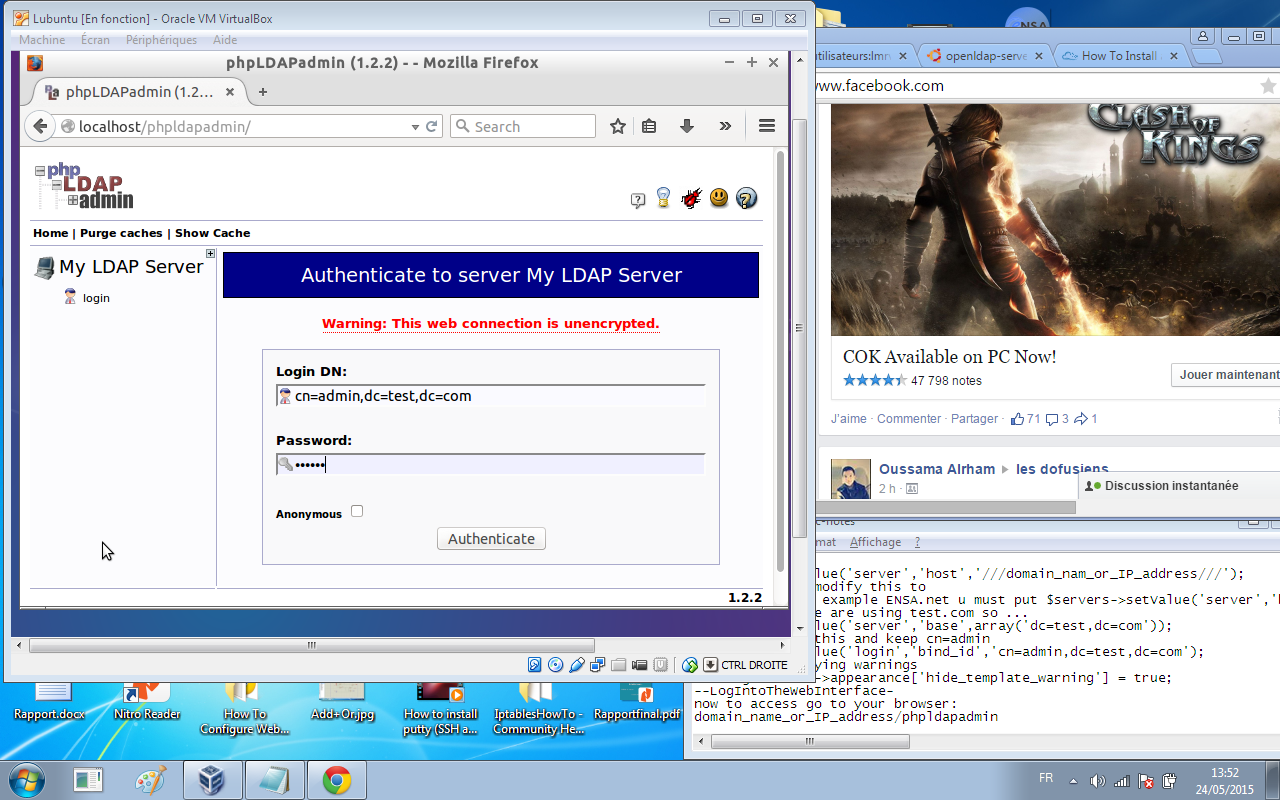 Lubuntu [En fonction] - Oracle VM VirtualBox
Machine Écran Périphériques Aide
phpLDAPadmin (1.2.2) - - Mozilla Firefox
phpLDAPadmin (1.2...
localhost/phpldapadmin/
Search
php
LDAP
admin
Home | Purge caches | Show Cache
My LDAP Server
login
Authenticate to server My LDAP Server
Warning: This web connection is unencrypted.
Login DN:
cn=admin,dc=test,dc=com
Password:
••••••
Anonymous
Authenticate
1.2.2
CTRL DROITE
ENSA
openldap-serve
How To Install
www.facebook.com
CLASH OF KINGS
COK Available on PC Now!
47 798 notes
Jouer maintenant
J'aime · Commenter · Partager · 71 3 1
Oussama Alrham les dofusiens
2 h ·
Discussion instantanée
Affichage ?
'server','host','///domain_nam_or_IP_address///');
modify this to
example ENSA.net u must put $servers->setValue('server',
are using test.com so ...
'server','base',array('dc=test,dc=com'));
this and keep cn=admin
'login','bind_id','cn=admin,dc=test,dc=com');
warnings
->appearance['hide_template_warning'] = true;
--LogIntoTheWebInterface-
now to access go to your browser:
domain_name_or_IP_address/phpldapadmin
Rapport.docx
Nitro Reader
How To Configure Web...
Add+Or.jpg
How to install putty (SSH a...
IptablesHowTo - Community He...
Rapportfinal.pdf
FR
13:52
24/05/2015